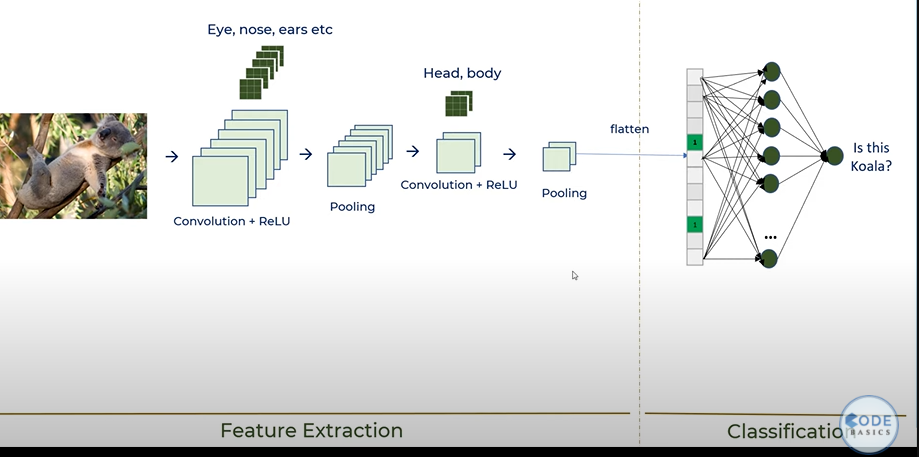 Eye, nose, ears etc
Head, body
flatten
1
1
Is this
Koala?
Convolution + ReLU
Pooling
Convolution + ReLU
Pooling
...
Feature Extraction
Classification
CODE
BASICS